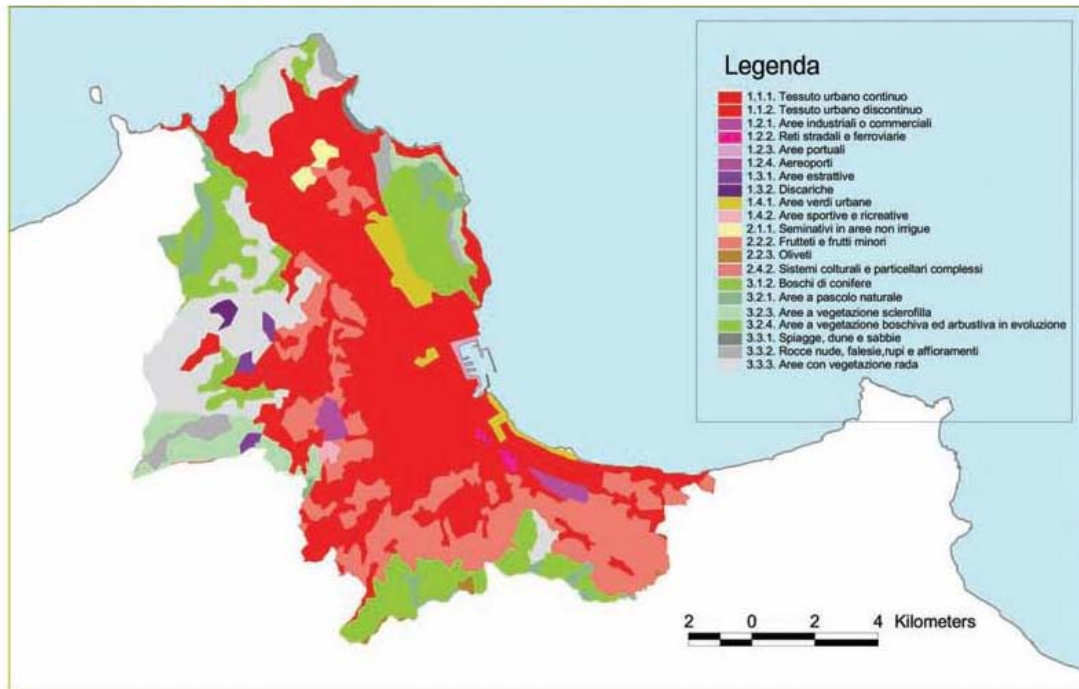 Legenda
1.1.1. Tessuto urbano continuo
1.1.2. Tessuto urbano discontinuo
1.2.1. Aree industriali o commerciali
1.2.2. Reti stradali e ferroviarie
1.2.3. Aree portuali
1.2.4. Aereoporti
1.3.1. Aree estrattive
1.3.2. Discariche
1.4.1. Aree verdi urbane
1.4.2. Aree sportive e ricreative
2.1.1. Seminativi in aree non irrigue
2.2.2. Frutteti e frutti minori
2.2.3. Oliveti
2.4.2. Sistemi colturali e particellari complessi
3.1.2. Boschi di conifere
3.2.1. Aree a pascolo naturale
3.2.3. Aree a vegetazione sclerofilla
3.2.4. Aree a vegetazione boschiva ed arbustiva in evoluzione
3.3.1. Spiagge, dune e sabbie
3.3.2. Rocce nude, falesie,rupi e affioramenti
3.3.3. Aree con vegetazione rada
2 0 2 4 Kilometers